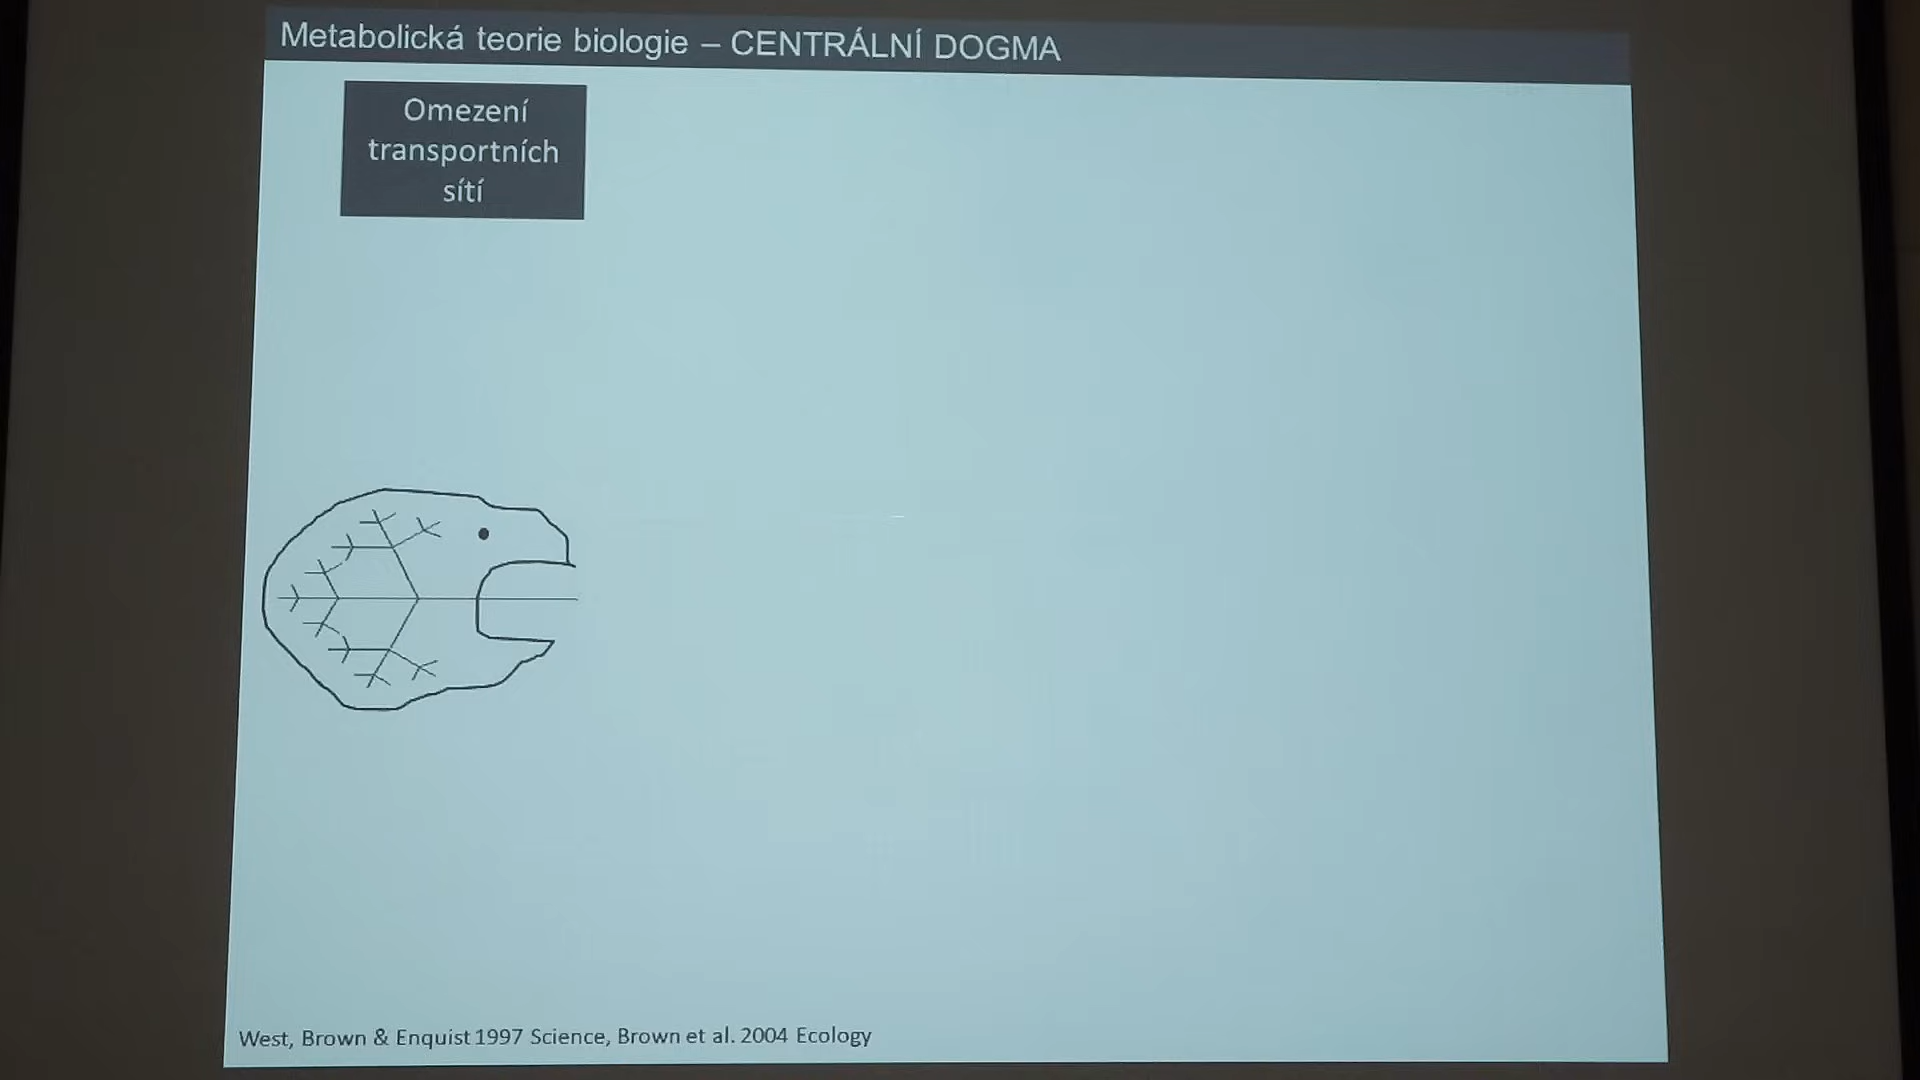 Metabolická teorie biologie – CENTRÁLNÍ DOGMA
Omezení
transportních
sítí
West, Brown & Enquist 1997 Science, Brown et al. 2004 Ecology